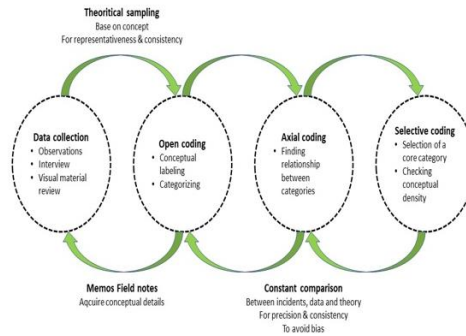 Theoritical sampling
Base on concept
For representativeness & consistency
Data collection
• Observations
• Interview
• Visual material
review
Open coding
• Conceptual
labeling
• Categorizing
Axial coding
• Finding
relationship
between
categories
Selective coding
• Selection of a
core category
• Checking
conceptual
density
Memos Field notes
Aqcuire conceptual details
Constant comparison
Between incidents, data and theory
For precision & consistency
To avoid bias